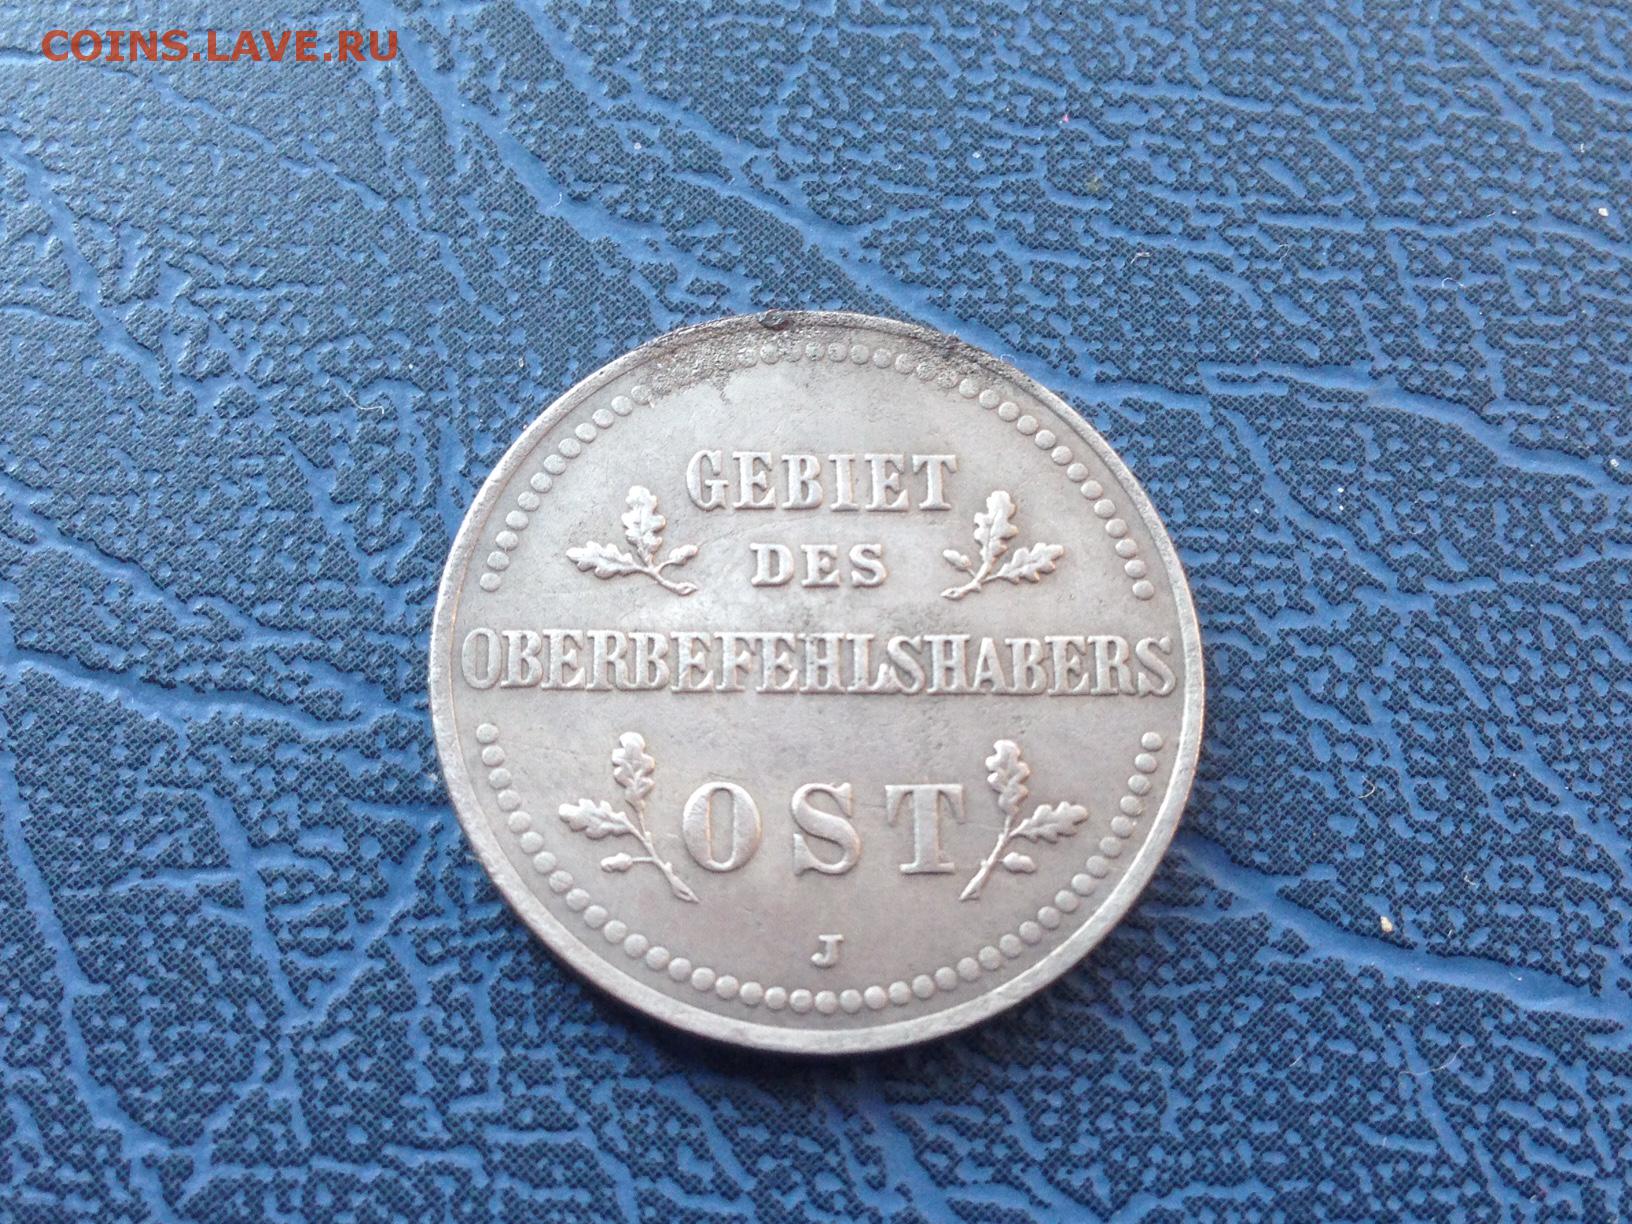 COINS.LAVE.RU
GEBIET
DES
OBERBEFEHLSHABERS
OST
J